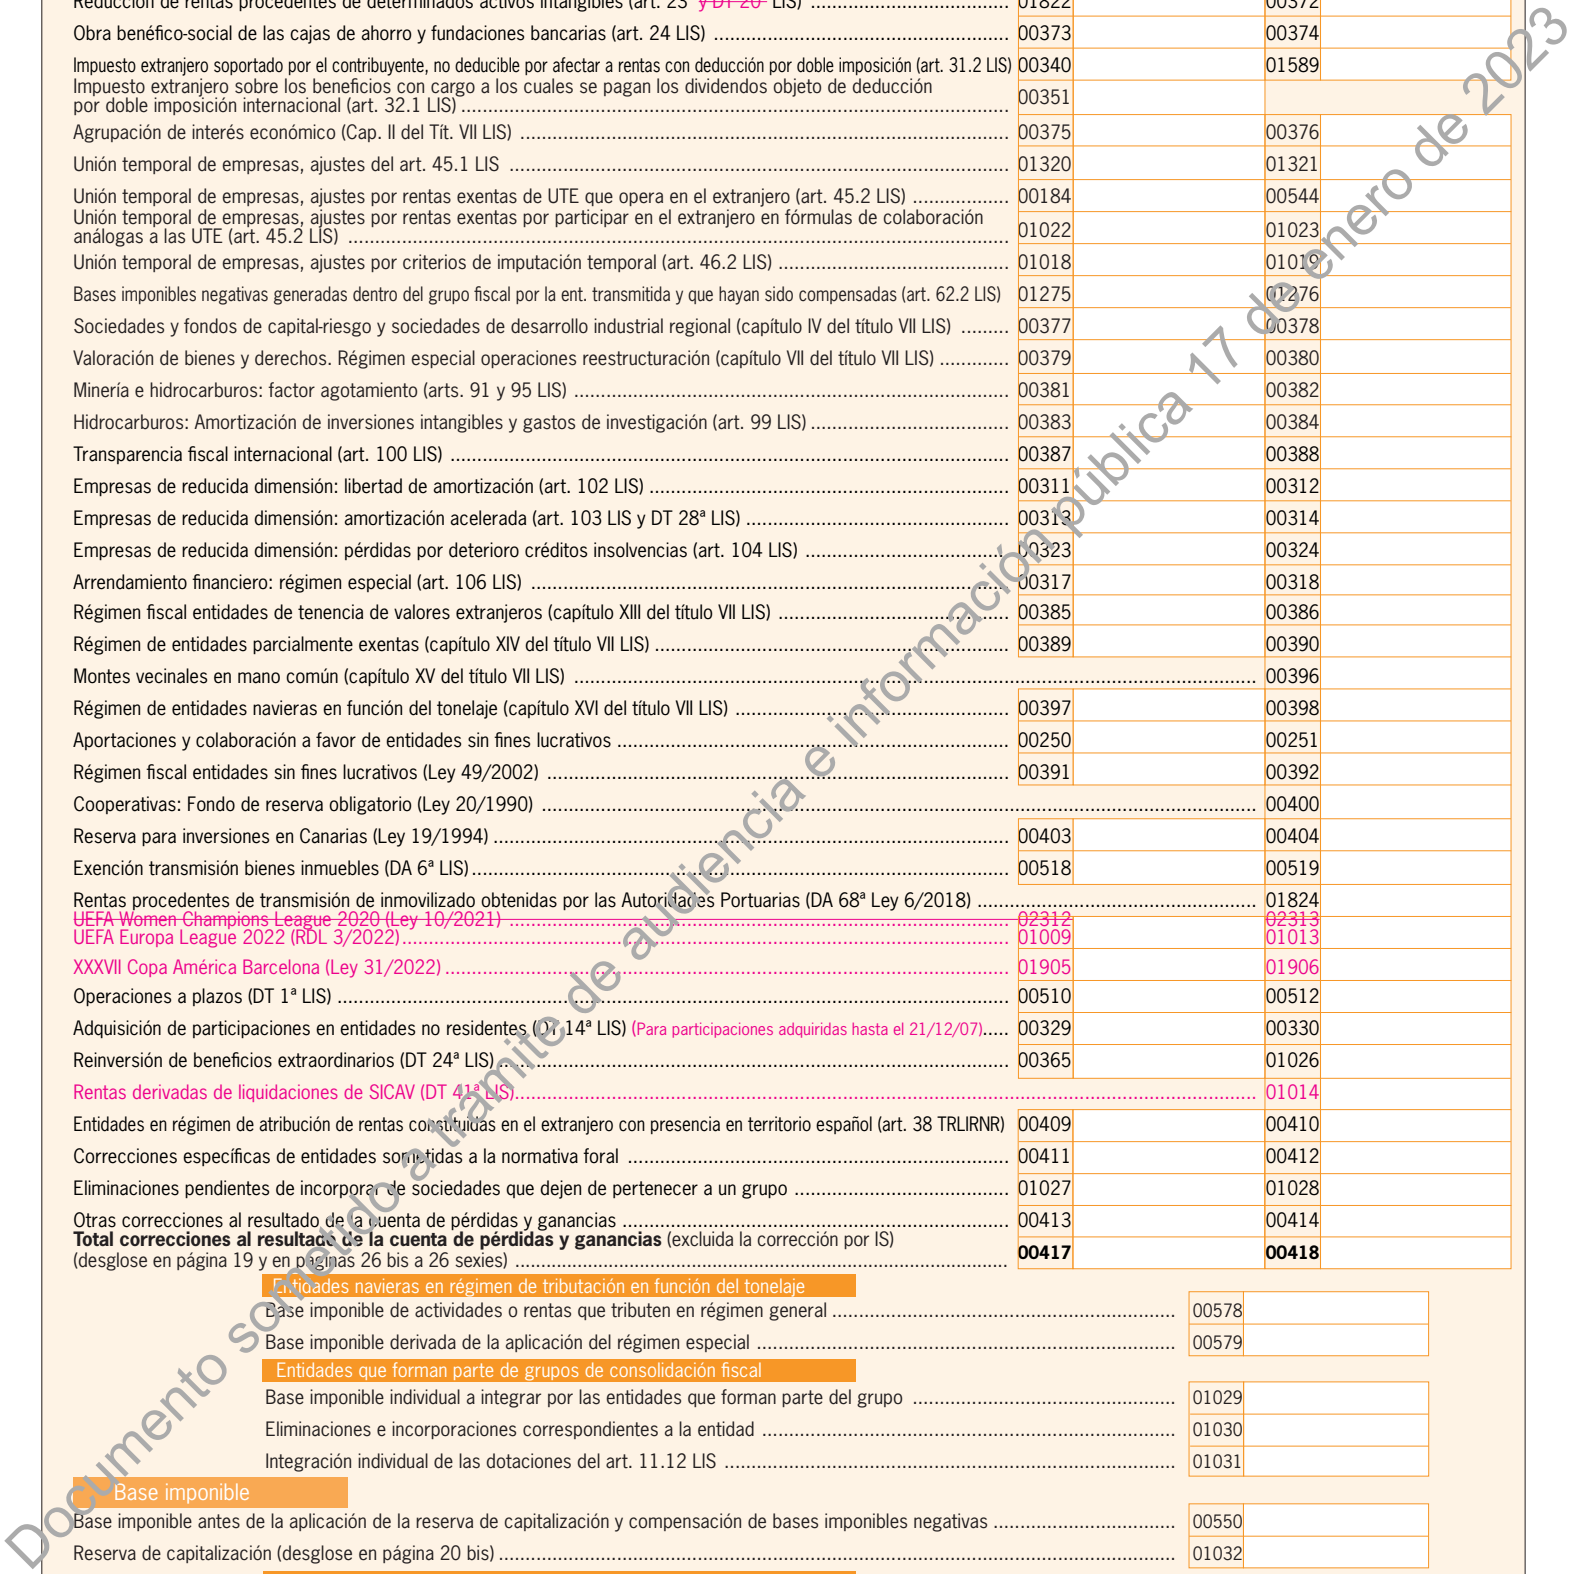 Reducción de rentas procedentes de determinados activos intangibles (art. 23 y DT 20 LIS) 01822 00372
Obra benéfico-social de las cajas de ahorro y fundaciones bancarias (art. 24 LIS) 00373 00374
Impuesto extranjero soportado por el contribuyente, no deducible por afectar a rentas con deducción por doble imposición (art. 31.2 LIS) 00340 01589
Impuesto extranjero sobre los beneficios con cargo a los cuales se pagan los dividendos objeto de deducción
por doble imposición internacional (art. 32.1 LIS) 00351
Agrupación de interés económico (Cap. II del Tít. VII LIS) 00375 00376
Unión temporal de empresas, ajustes del art. 45.1 LIS 01320 01321
Unión temporal de empresas, ajustes por rentas exentas de UTE que opera en el extranjero (art. 45.2 LIS) 00184 00544
Unión temporal de empresas, ajustes por rentas exentas por participar en el extranjero en fórmulas de colaboración
análogas a las UTE (art. 45.2 LIS) 01022 01023
Unión temporal de empresas, ajustes por criterios de imputación temporal (art. 46.2 LIS) 01018 01019
Bases imponibles negativas generadas dentro del grupo fiscal por la ent. transmitida y que hayan sido compensadas (art. 62.2 LIS) 01275 01276
Sociedades y fondos de capital-riesgo y sociedades de desarrollo industrial regional (capítulo IV del título VII LIS) 00377 00378
Valoración de bienes y derechos. Régimen especial operaciones reestructuración (capítulo VII del título VII LIS) 00379 00380
Minería e hidrocarburos: factor agotamiento (arts. 91 y 95 LIS) 00381 00382
Hidrocarburos: Amortización de inversiones intangibles y gastos de investigación (art. 99 LIS) 00383 00384
Transparencia fiscal internacional (art. 100 LIS) 00387 00388
Empresas de reducida dimensión: libertad de amortización (art. 102 LIS) 00311 00312
Empresas de reducida dimensión: amortización acelerada (art. 103 LIS y DT 28ª LIS) 00313 00314
Empresas de reducida dimensión: pérdidas por deterioro créditos insolvencias (art. 104 LIS) 00323 00324
Arrendamiento financiero: régimen especial (art. 106 LIS) 00317 00318
Régimen fiscal entidades de tenencia de valores extranjeros (capítulo XIII del título VII LIS) 00385 00386
Régimen de entidades parcialmente exentas (capítulo XIV del título VII LIS) 00389 00390
Montes vecinales en mano común (capítulo XV del título VII LIS) 00396
Régimen de entidades navieras en función del tonelaje (capítulo XVI del título VII LIS) 00397 00398
Aportaciones y colaboración a favor de entidades sin fines lucrativos 00250 00251
Régimen fiscal entidades sin fines lucrativos (Ley 49/2002) 00391 00392
Cooperativas: Fondo de reserva obligatorio (Ley 20/1990) 00400
Reserva para inversiones en Canarias (Ley 19/1994) 00403 00404
Exención transmisión bienes inmuebles (DA 6ª LIS) 00518 00519
Rentas procedentes de transmisión de inmovilizado obtenidas por las Autoridades Portuarias (DA 68ª Ley 6/2018) 01824
UEFA Women Champions League 2020 (Ley 10/2021) 02312 02313
UEFA Europa League 2022 (RDL 3/2022) 01009 01013
XXXVII Copa América Barcelona (Ley 31/2022) 01905 01906
Operaciones a plazos (DT 1ª LIS) 00510 00512
Adquisición de participaciones en entidades no residentes (DT 14ª LIS) (Para participaciones adquiridas hasta el 21/12/07) 00329 00330
Reinversión de beneficios extraordinarios (DT 24ª LIS) 00365 01026
Rentas derivadas de liquidaciones de SICAV (DT 41ª LIS) 01014
Entidades en régimen de atribución de rentas constituidas en el extranjero con presencia en territorio español (art. 38 TRLIRNR) 00409 00410
Correcciones específicas de entidades sometidas a la normativa foral 00411 00412
Eliminaciones pendientes de incorporar de sociedades que dejen de pertenecer a un grupo 01027 01028
Otras correcciones al resultado de la cuenta de pérdidas y ganancias 00413 00414
Total correcciones al resultado de la cuenta de pérdidas y ganancias (excluida la corrección por IS)
(desglose en página 19 y en páginas 26 bis a 26 sexies) 00417 00418
Entidades navieras en régimen de tributación en función del tonelaje
Base imponible de actividades o rentas que tributen en régimen general 00578
Base imponible derivada de la aplicación del régimen especial 00579
Entidades que forman parte de grupos de consolidación fiscal
Base imponible individual a integrar por las entidades que forman parte del grupo 01029
Eliminaciones e incorporaciones correspondientes a la entidad 01030
Integración individual de las dotaciones del art. 11.12 LIS 01031
Base imponible
Base imponible antes de la aplicación de la reserva de capitalización y compensación de bases imponibles negativas 00550
Reserva de capitalización (desglose en página 20 bis) 01032
Documento sometido a trámite de audiencia e información pública 17 de enero de 2023